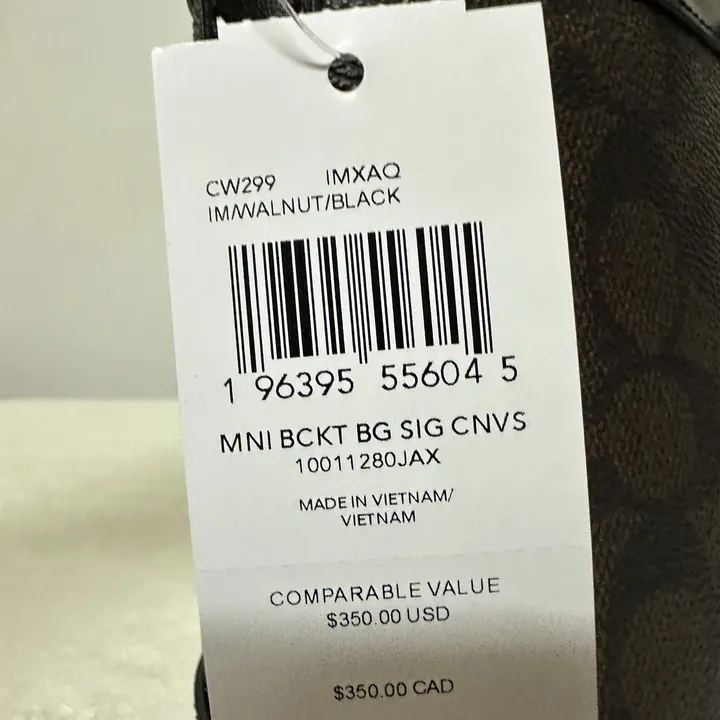 CW299 IMXAQ
IM/WALNUT/BLACK
1 96395 55604 5
MNI BCKT BG SIG CNVS
10011280JAX
MADE IN VIETNAM/
VIETNAM
COMPARABLE VALUE
$350.00 USD
$350.00 CAD